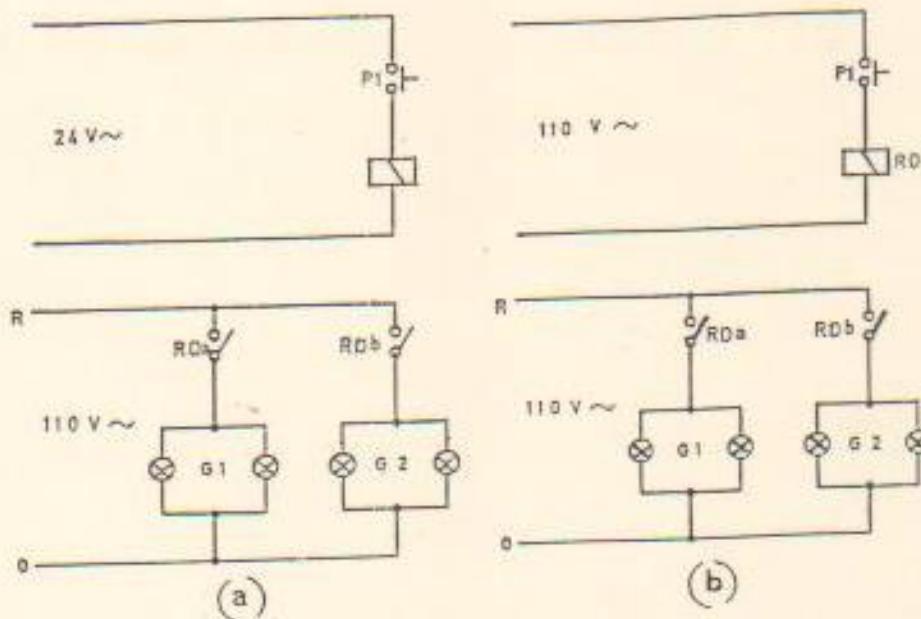 P1
24 V~
R
RDa
RDb
110 V~
G1
G2
0
(a)
P1
110 V~
RD
R
RDa
RDb
110 V~
G1
G2
0
(b)